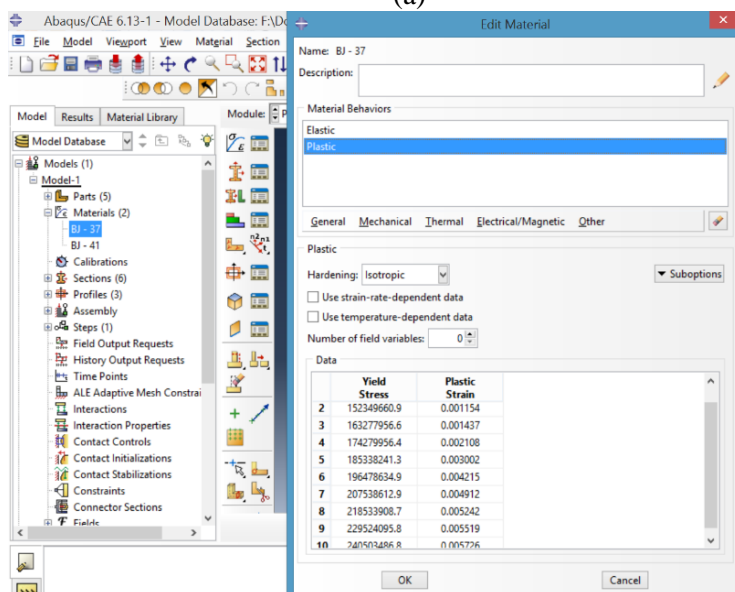 (a)
Abaqus/CAE 6.13-1 - Model Database: F:\Do
File Model Viewport View Material Section
Model Results Material Library
Module:
Model Database
Models (1)
Model-1
Parts (5)
Materials (2)
BJ - 37
BJ - 41
Calibrations
Sections (6)
Profiles (3)
Assembly
Steps (1)
Field Output Requests
History Output Requests
Time Points
ALE Adaptive Mesh Constrai
Interactions
Interaction Properties
Contact Controls
Contact Initializations
Contact Stabilizations
Constraints
Connector Sections
Fields
Edit Material
Name: BJ - 37
Description:
Material Behaviors
Elastic
Plastic
General Mechanical Thermal Electrical/Magnetic Other
Plastic
Hardening: Isotropic
Suboptions
Use strain-rate-dependent data
Use temperature-dependent data
Number of field variables: 0
Data
Yield Stress Plastic Strain
2 152349660.9 0.001154
3 163277956.6 0.001437
4 174279956.4 0.002108
5 185338241.3 0.003002
6 196478634.9 0.004215
7 207538612.9 0.004912
8 218533908.7 0.005242
9 229524095.8 0.005519
10 240503486.8 0.005726
OK Cancel